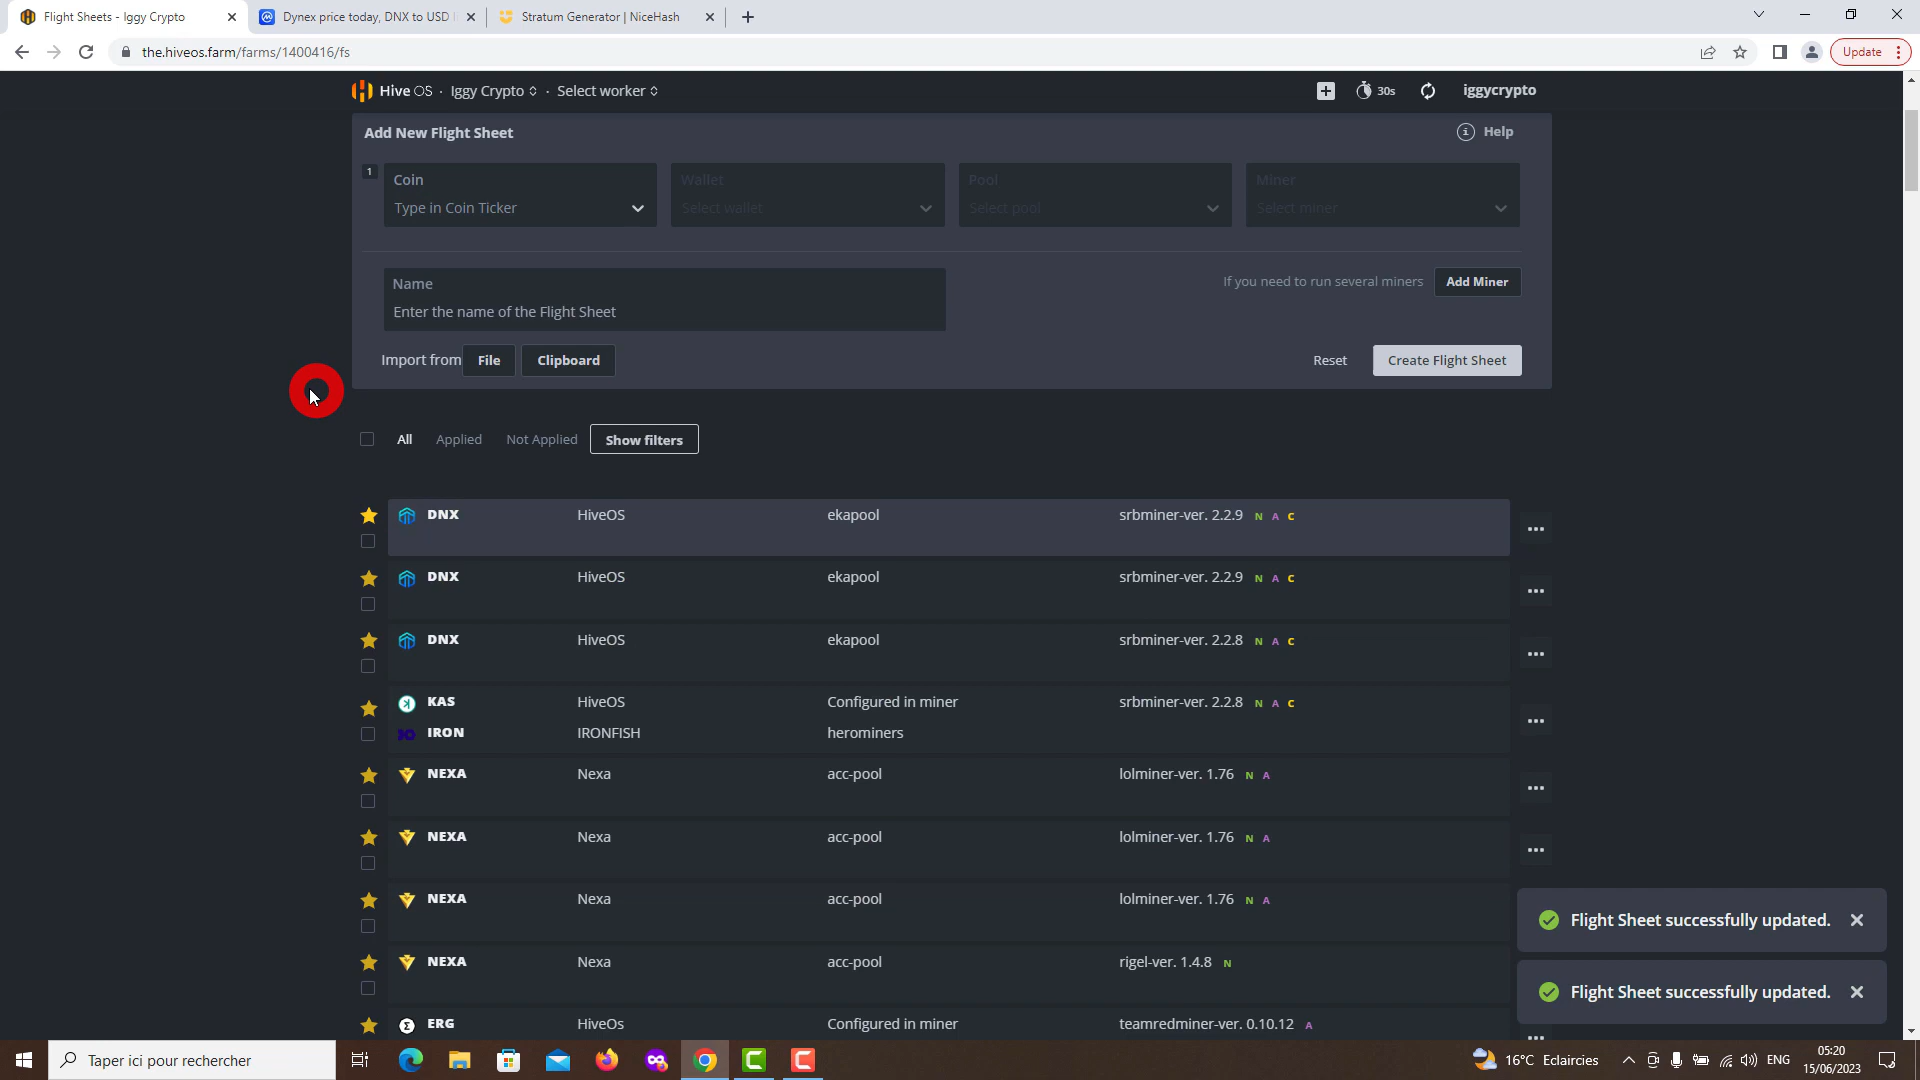 Flight Sheets - Iggy Crypto
Dynex price today, DNX to USD l
Stratum Generator | NiceHash
the.hiveos.farm/farms/1400416/fs
Update
Hive OS · Iggy Crypto · Select worker
30s
iggycrypto
Add New Flight Sheet
Help
1
Coin
Wallet
Pool
Miner
Type in Coin Ticker
Select wallet
Select pool
Select miner
Name
Enter the name of the Flight Sheet
If you need to run several miners
Add Miner
Import from
File
Clipboard
Reset
Create Flight Sheet
All
Applied
Not Applied
Show filters
DNX HiveOS ekapool srbminer-ver. 2.2.9 N A C
DNX HiveOS ekapool srbminer-ver. 2.2.9 N A C
DNX HiveOS ekapool srbminer-ver. 2.2.8 N A C
KAS HiveOS Configured in miner srbminer-ver. 2.2.8 N A C
IRON IRONFISH herominers
NEXA Nexa acc-pool lolminer-ver. 1.76 N A
NEXA Nexa acc-pool lolminer-ver. 1.76 N A
NEXA Nexa acc-pool lolminer-ver. 1.76 N A
Flight Sheet successfully updated.
NEXA Nexa acc-pool rigel-ver. 1.4.8 N
Flight Sheet successfully updated.
ERG HiveOs Configured in miner teamredminer-ver. 0.10.12 A
Taper ici pour rechercher
16°C Eclaircies
ENG
05:20
15/06/2023